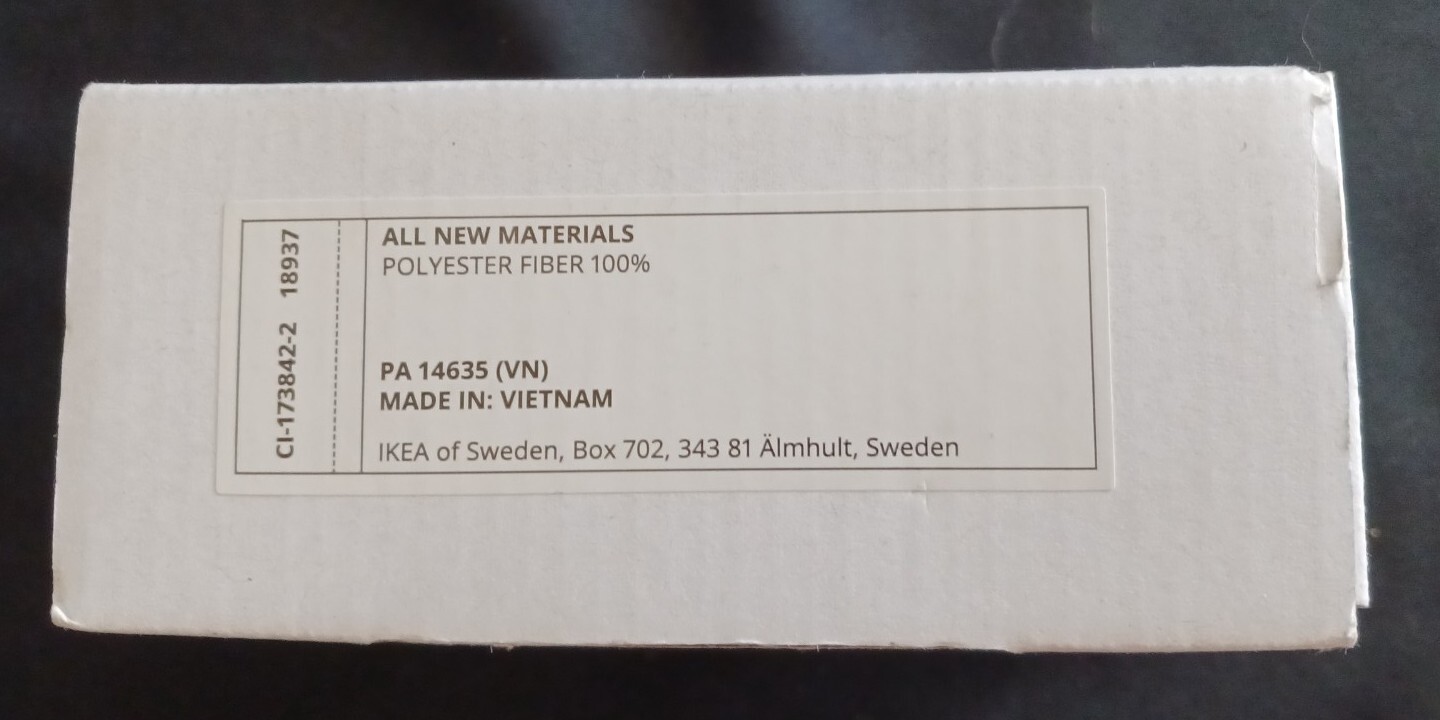 CI-173842-2 18937
ALL NEW MATERIALS
POLYESTER FIBER 100%
PA 14635 (VN)
MADE IN: VIETNAM
IKEA of Sweden, Box 702, 343 81 Älmhult, Sweden